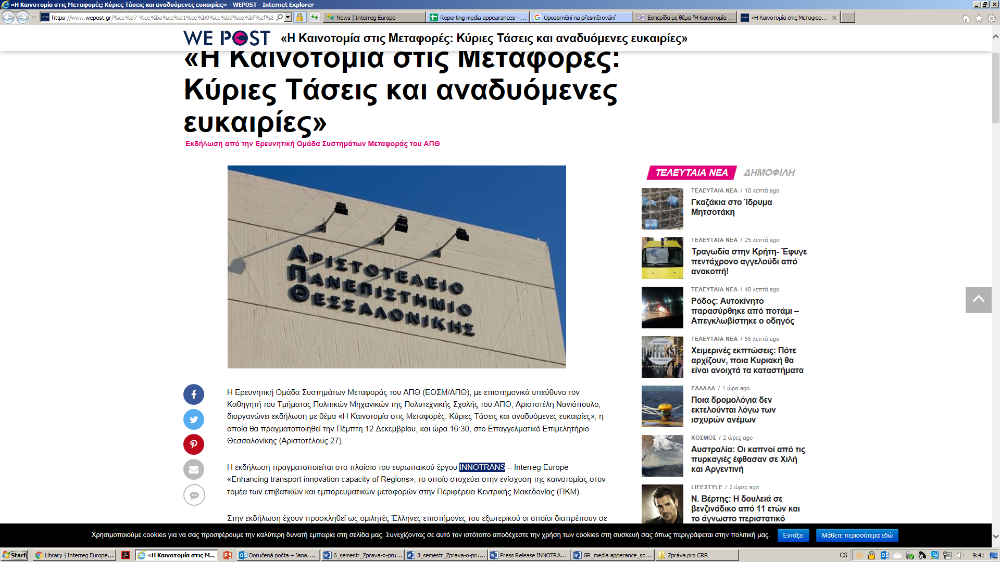 «Η Καινοτομία στις Μεταφορές: Κύριες Τάσεις και αναδυόμενες ευκαιρίες» - WEPOST - Internet Explorer
https://www.wepost.gr/%ce%b7-%ce%ba%ce%b1%ce%b9%ce%bd%ce%bf%cf%8
News | Interreg Europe
Reporting media appearances - ...
Upozornění na přesměrování
Εσπερίδα με θέμα "Η Καινοτομία ...
«Η Καινοτομία στις Μεταφορ...
WE POST
«Η Καινοτομία στις Μεταφορές: Κύριες Τάσεις και αναδυόμενες ευκαιρίες»
«Η Καινοτομία στις Μεταφορές:
Κύριες Τάσεις και αναδυόμενες
ευκαιρίες»
Εκδήλωση από την Ερευνητική Ομάδα Συστημάτων Μεταφοράς του ΑΠΘ
ΑΡΙΣΤΟΤΕΛΕΙΟ
ΠΑΝΕΠΙΣΤΗΜΙΟ
ΘΕΣΣΑΛΟΝΙΚΗΣ
Η Ερευνητική Ομάδα Συστημάτων Μεταφοράς του ΑΠΘ (ΕΟΣΜ/ΑΠΘ), με επιστημονικά υπεύθυνο τον
Καθηγητή του Τμήματος Πολιτικών Μηχανικών της Πολυτεχνικής Σχολής του ΑΠΘ, Αριστοτέλη Νανιόπουλο,
διοργανώνει εκδήλωση με θέμα «Η Καινοτομία στις Μεταφορές: Κύριες Τάσεις και αναδυόμενες ευκαιρίες», η
οποία θα πραγματοποιηθεί την Πέμπτη 12 Δεκεμβρίου, και ώρα 16:30, στο Επαγγελματικό Επιμελητήριο
Θεσσαλονίκης (Αριστοτέλους 27).
Η εκδήλωση πραγματοποιείται στο πλαίσιο του ευρωπαϊκού έργου INNOTRANS – Interreg Europe
«Enhancing transport innovation capacity of Regions», το οποίο στοχεύει στην ενίσχυση της καινοτομίας στον
τομέα των επιβατικών και εμπορευματικών μεταφορών στην Περιφέρεια Κεντρικής Μακεδονίας (ΠΚΜ).
Στην εκδήλωση έχουν προσκληθεί ως ομιλητές Έλληνες επιστήμονες του εξωτερικού οι οποίοι διαπρέπουν σε
ΤΕΛΕΥΤΑΙΑ ΝΕΑ
ΔΗΜΟΦΙΛΗ
ΤΕΛΕΥΤΑΙΑ ΝΕΑ / 10 λεπτά ago
Γκαζάκια στο Ίδρυμα
Μητσοτάκη
ΤΕΛΕΥΤΑΙΑ ΝΕΑ / 25 λεπτά ago
Τραγωδία στην Κρήτη- Έφυγε
πεντάχρονο αγγελούδι από
ανακοπή!
ΤΕΛΕΥΤΑΙΑ ΝΕΑ / 40 λεπτά ago
Ρόδος: Αυτοκίνητο
παρασύρθηκε από ποτάμι –
Απεγκλωβίστηκε ο οδηγός
mid season
OFFERS
προσφορές
ΤΕΛΕΥΤΑΙΑ ΝΕΑ / 55 λεπτά ago
Χειμερινές εκπτώσεις: Πότε
αρχίζουν, ποια Κυριακή θα
είναι ανοιχτά τα καταστήματα
ΕΛΛΑΔΑ / 1 ώρα ago
Ποια δρομολόγια δεν
εκτελούνται λόγω των
ισχυρών ανέμων
ΚΟΣΜΟΣ / 2 ώρες ago
Αυστραλία: Οι καπνοί από τις
πυρκαγιές έφθασαν σε Χιλή
και Αργεντινή
LIFESTYLE / 2 ώρες ago
Ν. Βέρτης: Η δουλειά σε
βενζινάδικο από 11 ετών και
το άγνωστο περιστατικό
Χρησιμοποιούμε cookies για να σας προσφέρουμε την καλύτερη δυνατή εμπειρία στη σελίδα μας. Συνεχίζοντας σε αυτό τον ιστότοπο αποδέχεστε την χρήση των cookies στη συσκευή σας όπως περιγράφεται στην πολιτική μας.
Εντάξει
Μάθετε περισσότερα εδώ
Start
Library | Interreg Europe...
«Η Καινοτομία στις Μ...
Doručená pošta – Jana....
6_semestr_Zprava-o-pru...
3_semestr_Zprava-o-pru...
Press Release INNOTRA...
GR_media apperance_sc...
Zpráva pro CRR
CS
9:41